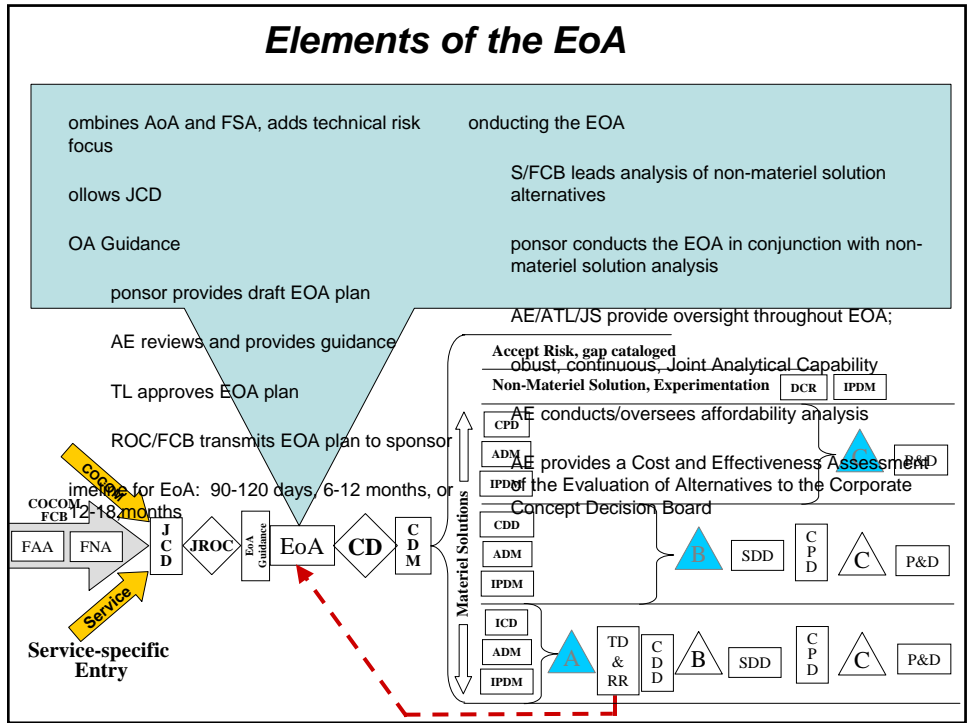 Elements of the EoA
ombines AoA and FSA, adds technical risk
focus
ollows JCD
OA Guidance
ponsor provides draft EOA plan
AE reviews and provides guidance
TL approves EOA plan
ROC/FCB transmits EOA plan to sponsor
imeline for EoA: 90-120 days, 6-12 months, or
12-18 months
onducting the EOA
S/FCB leads analysis of non-materiel solution
alternatives
ponsor conducts the EOA in conjunction with non-
materiel solution analysis
AE/ATL/JS provide oversight throughout EOA;
obust, continuous, Joint Analytical Capability
AE conducts/oversees affordability analysis
AE provides a Cost and Effectiveness Assessment
of the Evaluation of Alternatives to the Corporate
Concept Decision Board
COCOM
COCOM
FCB
FAA
FNA
Service
Service-specific
Entry
J
C
D
JROC
EoA
Guidance
EoA
CD
C
D
M
Accept Risk, gap cataloged
Non-Materiel Solution, Experimentation
DCR
IPDM
Materiel Solutions
CPD
ADM
IPDM
C
P&D
CDD
ADM
IPDM
B
SDD
C
P
D
C
P&D
ICD
ADM
IPDM
A
TD
&
RR
C
D
D
B
SDD
C
P
D
C
P&D